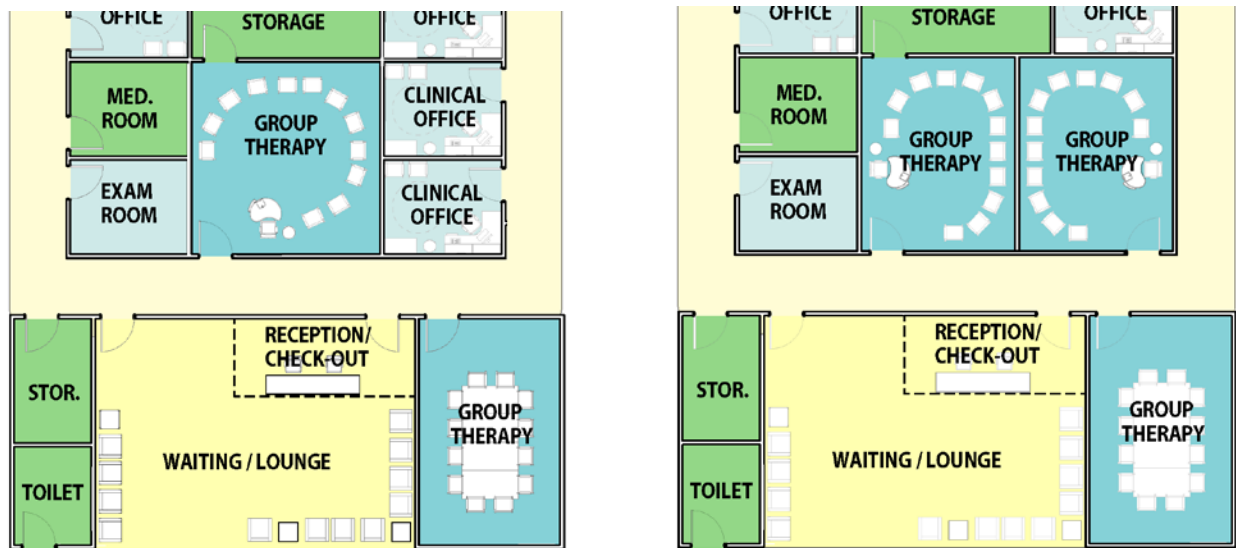 OFFICE
STORAGE
OFFICE
MED.
ROOM
GROUP
THERAPY
CLINICAL
OFFICE
EXAM
ROOM
CLINICAL
OFFICE
RECEPTION/
CHECK-OUT
STOR.
GROUP
THERAPY
WAITING / LOUNGE
TOILET
OFFICE
STORAGE
OFFICE
MED.
ROOM
GROUP
THERAPY
GROUP
THERAPY
EXAM
ROOM
RECEPTION/
CHECK-OUT
STOR.
GROUP
THERAPY
WAITING / LOUNGE
TOILET